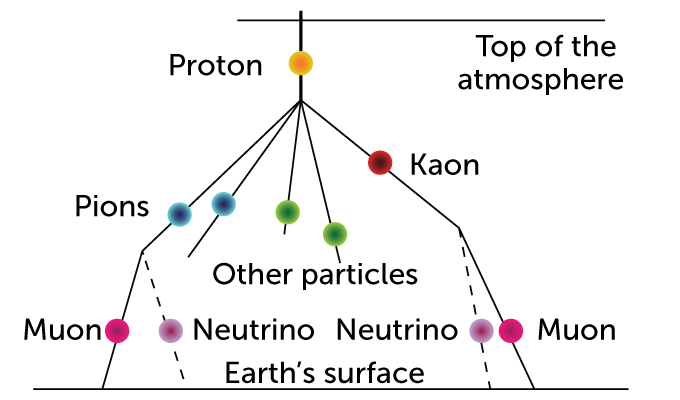 Top of the
atmosphere
Proton
Kaon
Pions
Other particles
Muon
Neutrino
Neutrino
Muon
Earth’s surface